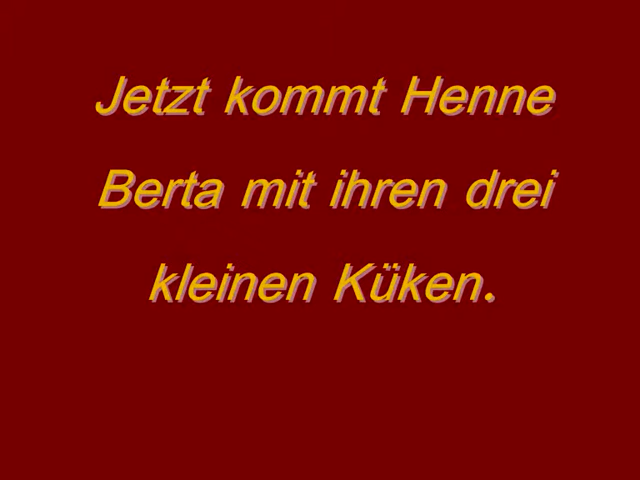 Jetzt kommt Henne
Berta mit ihren drei
kleinen Küken.